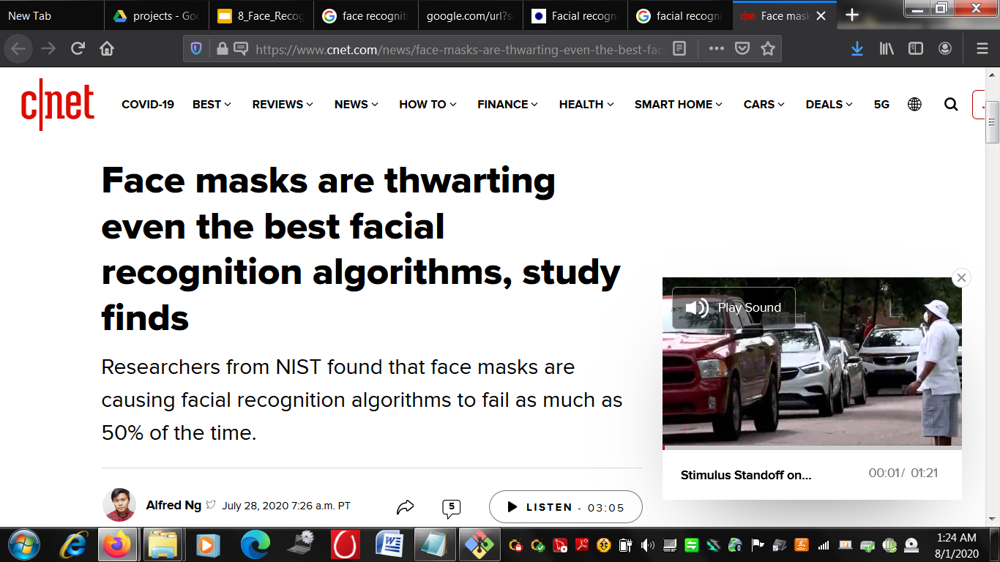 New Tab
projects - Goo
8_Face_Recog
face recogniti
google.com/url?s
Facial recogni
facial recogni
c|net
Face mas
https://www.cnet.com/news/face-masks-are-thwarting-even-the-best-fac
c|net
COVID-19 BEST REVIEWS NEWS HOW TO FINANCE HEALTH SMART HOME CARS DEALS 5G
Face masks are thwarting
even the best facial
recognition algorithms, study
finds
Researchers from NIST found that face masks are
causing facial recognition algorithms to fail as much as
50% of the time.
Alfred Ng July 28, 2020 7:26 a.m. PT
5
LISTEN - 03:05
Play Sound
Stimulus Standoff on...
00:01 / 01:21
1:24 AM
8/1/2020